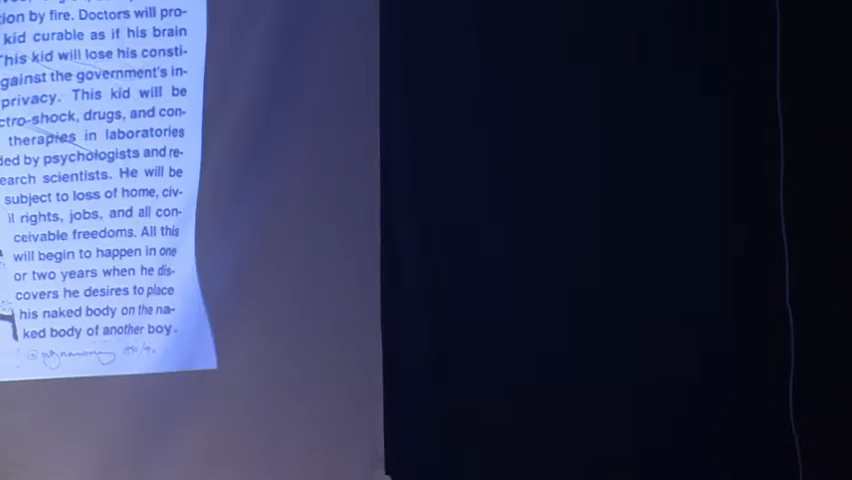 tion by fire. Doctors will pro-
kid curable as if his brain
This kid will lose his consti-
gainst the government's in-
privacy. This kid will be
ctro-shock, drugs, and con-
therapies in laboratories
ded by psychologists and re-
earch scientists. He will be
subject to loss of home, civ-
il rights, jobs, and all con-
ceivable freedoms. All this
will begin to happen in one
or two years when he dis-
covers he desires to place
his naked body on the na-
ked body of another boy.